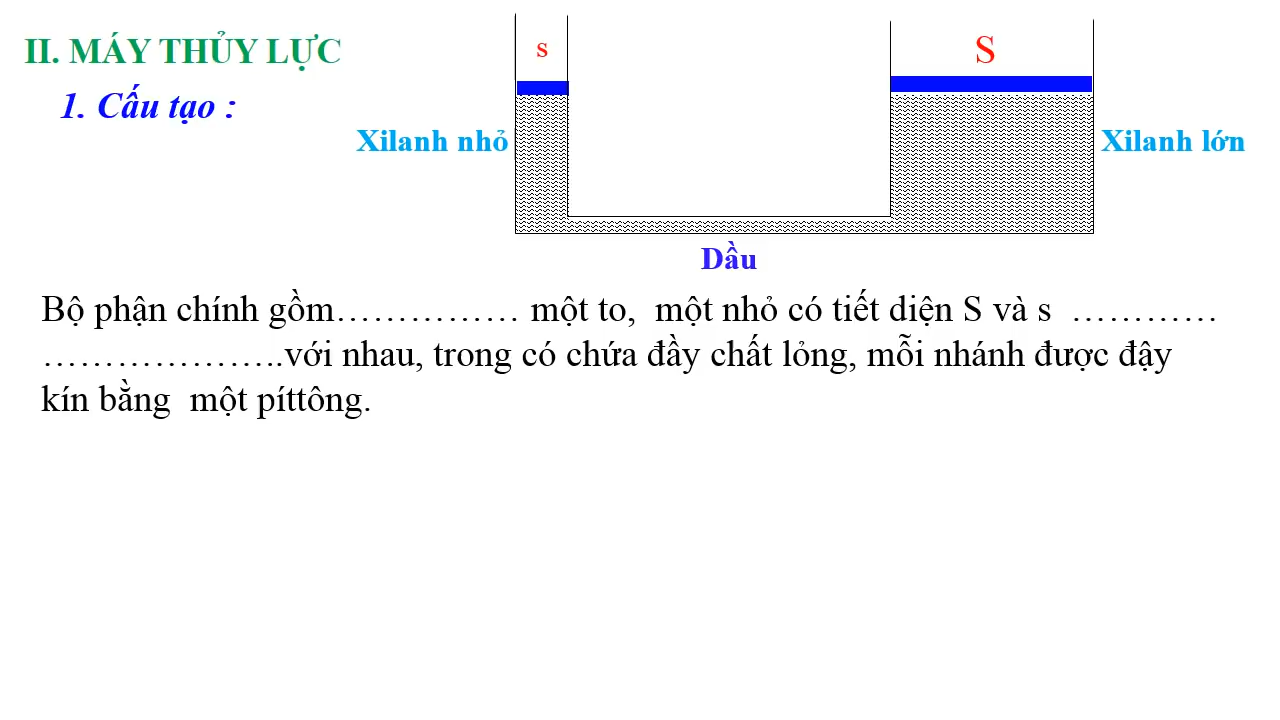 II. MÁY THỦY LỰC
s
S
1. Cấu tạo :
Xilanh nhỏ
Xilanh lớn
Dầu
Bộ phận chính gồm…………… một to, một nhỏ có tiết diện S và s …………
………………..với nhau, trong có chứa đầy chất lỏng, mỗi nhánh được đậy
kín bằng một píttông.